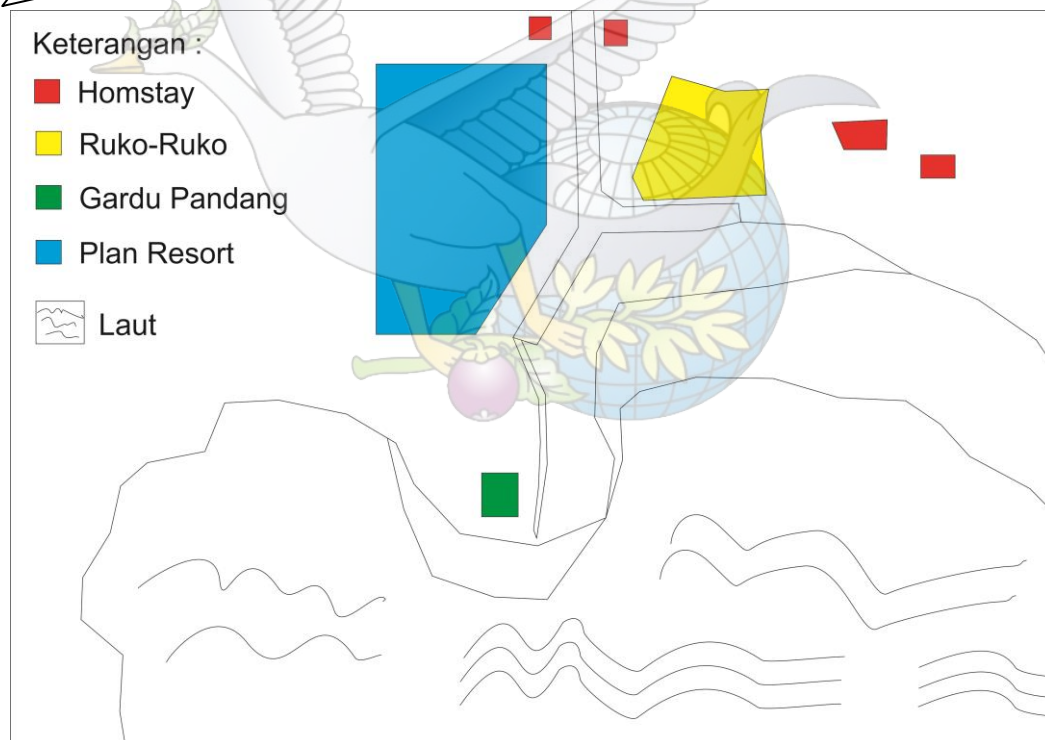 Keterangan :
Homstay
Ruko-Ruko
Gardu Pandang
Plan Resort
Laut